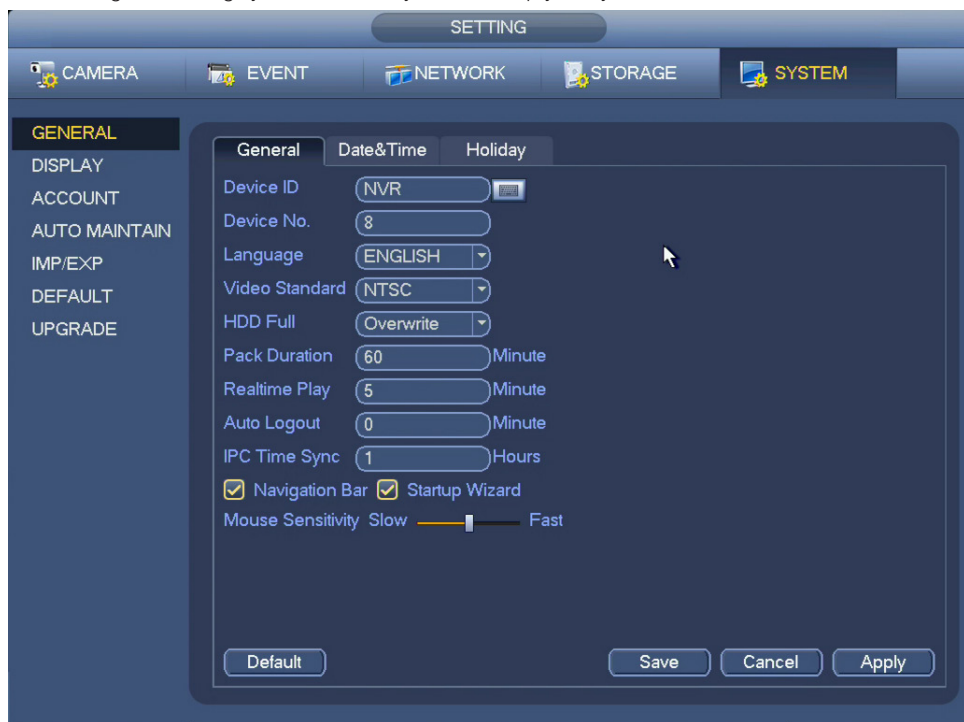 SETTING
CAMERA EVENT NETWORK STORAGE SYSTEM
GENERAL
DISPLAY
ACCOUNT
AUTO MAINTAIN
IMP/EXP
DEFAULT
UPGRADE
General Date&Time Holiday
Device ID NVR
Device No. 8
Language ENGLISH
Video Standard NTSC
HDD Full Overwrite
Pack Duration 60 Minute
Realtime Play 5 Minute
Auto Logout 0 Minute
IPC Time Sync 1 Hours
Navigation Bar Startup Wizard
Mouse Sensitivity Slow Fast
Default Save Cancel Apply